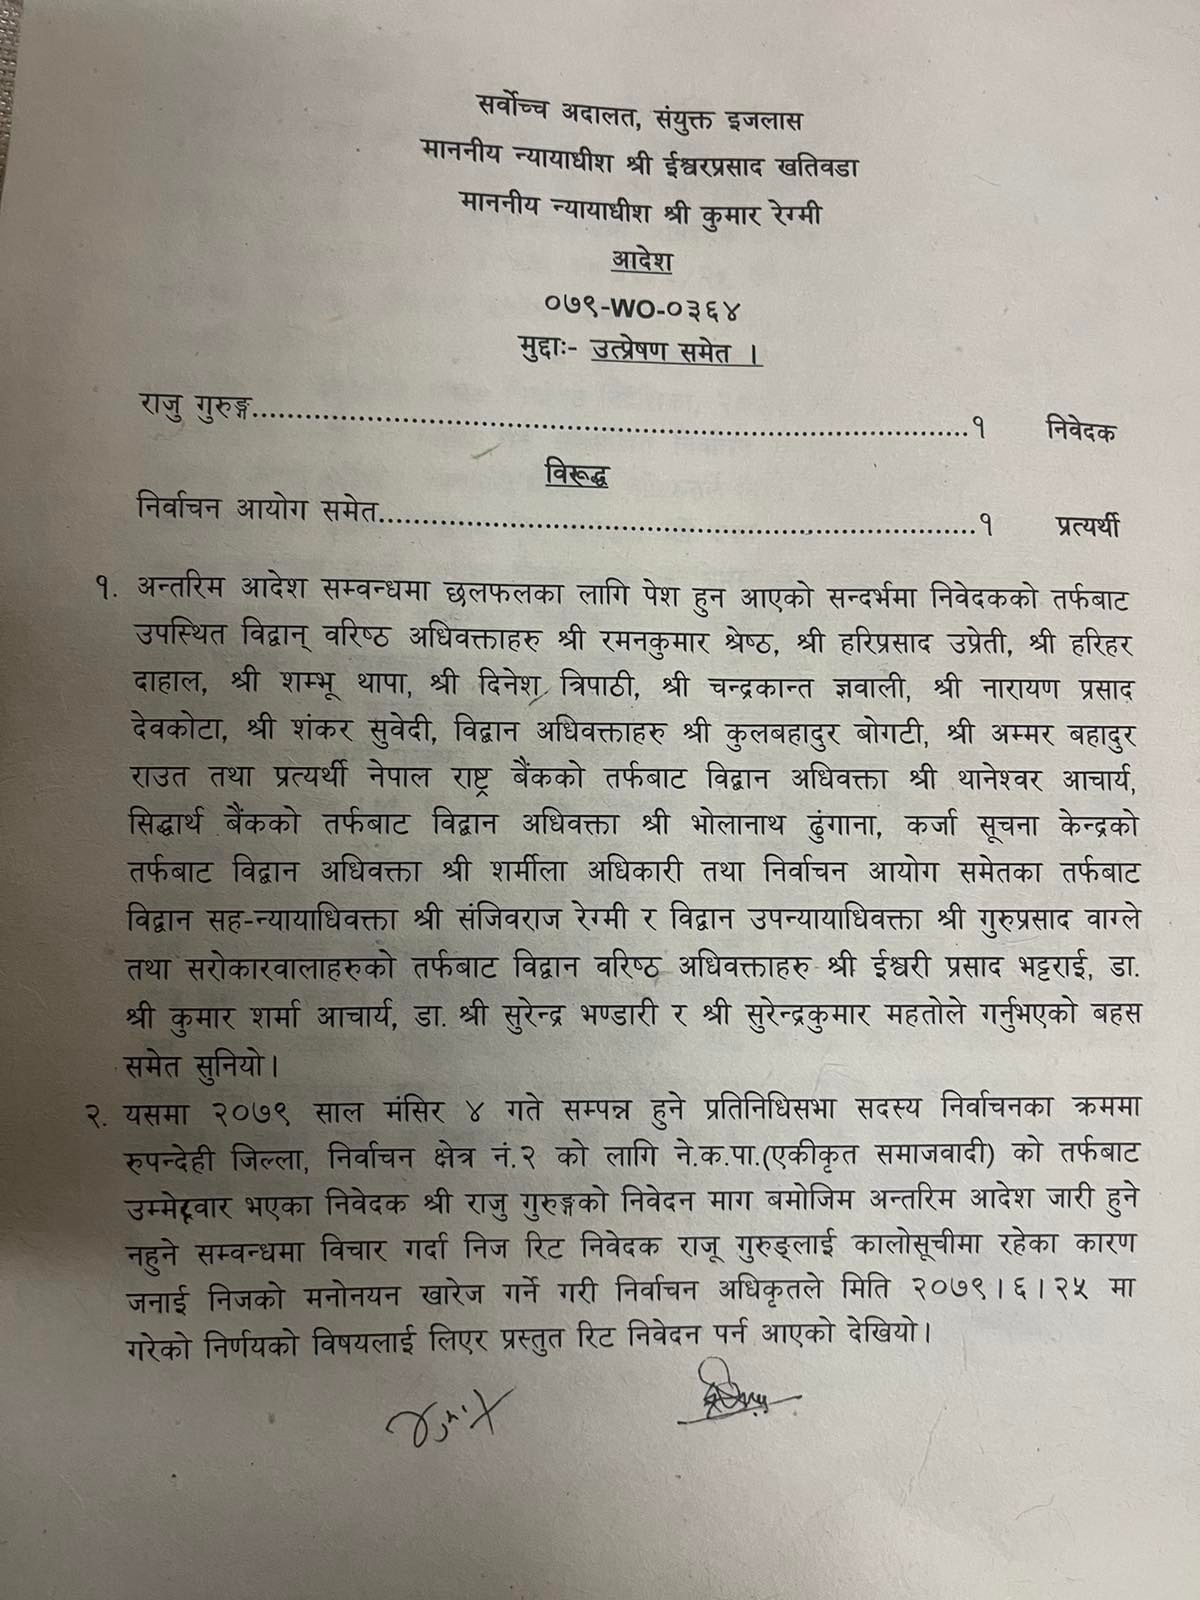 सर्वोच्च अदालत, संयुक्त इजलास
माननीय न्यायाधीश श्री ईश्वरप्रसाद खतिवडा
माननीय न्यायाधीश श्री कुमार रेग्मी
आदेश
०७९-WO-०३६४
मुद्दाः- उत्प्रेषण समेत ।
राजु गुरुङ्ग...............................................................................१ निवेदक
विरूद्ध
निर्वाचन आयोग समेत..................................................................१ प्रत्यर्थी
१. अन्तरिम आदेश सम्वन्धमा छलफलका लागि पेश हुन आएको सन्दर्भमा निवेदकको तर्फबाट
उपस्थित विद्वान् वरिष्ठ अधिवक्ताहरु श्री रमनकुमार श्रेष्ठ, श्री हरिप्रसाद उप्रेती, श्री हरिहर
दाहाल, श्री शम्भू थापा, श्री दिनेश त्रिपाठी, श्री चन्द्रकान्त ज्ञवाली, श्री नारायण प्रसाद
देवकोटा, श्री शंकर सुवेदी, विद्वान अधिवक्ताहरु श्री कुलबहादुर बोगटी, श्री अम्मर बहादुर
राउत तथा प्रत्यर्थी नेपाल राष्ट्र बैंकको तर्फबाट विद्वान अधिवक्ता श्री थानेश्वर आचार्य,
सिद्धार्थ बैंकको तर्फबाट विद्वान अधिवक्ता श्री भोलानाथ ढुंगाना, कर्जा सूचना केन्द्रको
तर्फबाट विद्वान अधिवक्ता श्री शर्मीला अधिकारी तथा निर्वाचन आयोग समेतका तर्फबाट
विद्वान सह-न्यायाधिवक्ता श्री संजिवराज रेग्मी र विद्वान उपन्यायाधिवक्ता श्री गुरुप्रसाद वाग्ले
तथा सरोकारवालाहरुको तर्फबाट विद्वान वरिष्ठ अधिवक्ताहरु श्री ईश्वरी प्रसाद भट्टराई, डा.
श्री कुमार शर्मा आचार्य, डा. श्री सुरेन्द्र भण्डारी र श्री सुरेन्द्रकुमार महतोले गर्नुभएको बहस
समेत सुनियो।
२. यसमा २०७९ साल मंसिर ४ गते सम्पन्न हुने प्रतिनिधिसभा सदस्य निर्वाचनका क्रममा
रुपन्देही जिल्ला, निर्वाचन क्षेत्र नं.२ को लागि ने.क.पा.(एकीकृत समाजवादी) को तर्फबाट
उम्मेद्वार भएका निवेदक श्री राजु गुरुङ्गको निवेदन माग बमोजिम अन्तरिम आदेश जारी हुने
नहुने सम्वन्धमा विचार गर्दा निज रिट निवेदक राजू गुरुङ्लाई कालोसूचीमा रहेका कारण
जनाई निजको मनोनयन खारेज गर्ने गरी निर्वाचन अधिकृतले मिति २०७९।६।२५ मा
गरेको निर्णयको विषयलाई लिएर प्रस्तुत रिट निवेदन पर्न आएको देखियो।